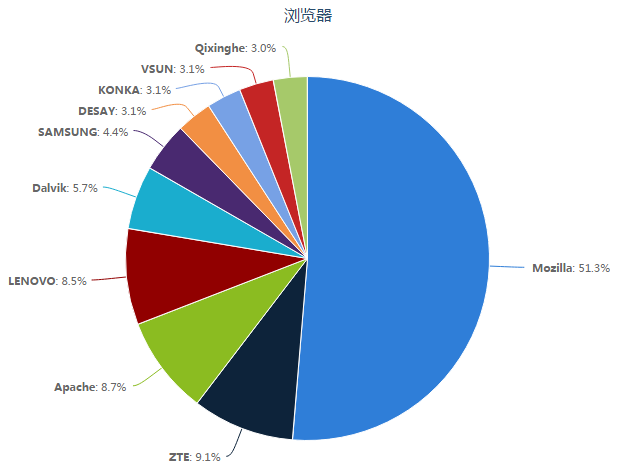 浏览器
Qixinghe: 3.0%
VSUN: 3.1%
KONKA: 3.1%
DESAY: 3.1%
SAMSUNG: 4.4%
Dalvik: 5.7%
Mozilla: 51.3%
LENOVO: 8.5%
Apache: 8.7%
ZTE: 9.1%